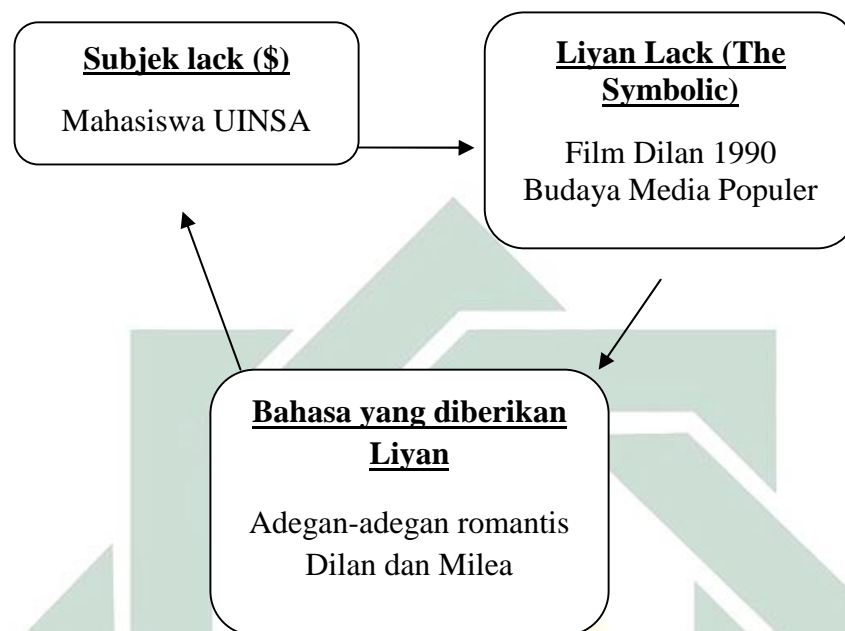 Subjek lack ($)
Mahasiswa UINSA
Liyan Lack (The
Symbolic)
Film Dilan 1990
Budaya Media Populer
Bahasa yang diberikan
Liyan
Adegan-adegan romantis
Dilan dan Milea